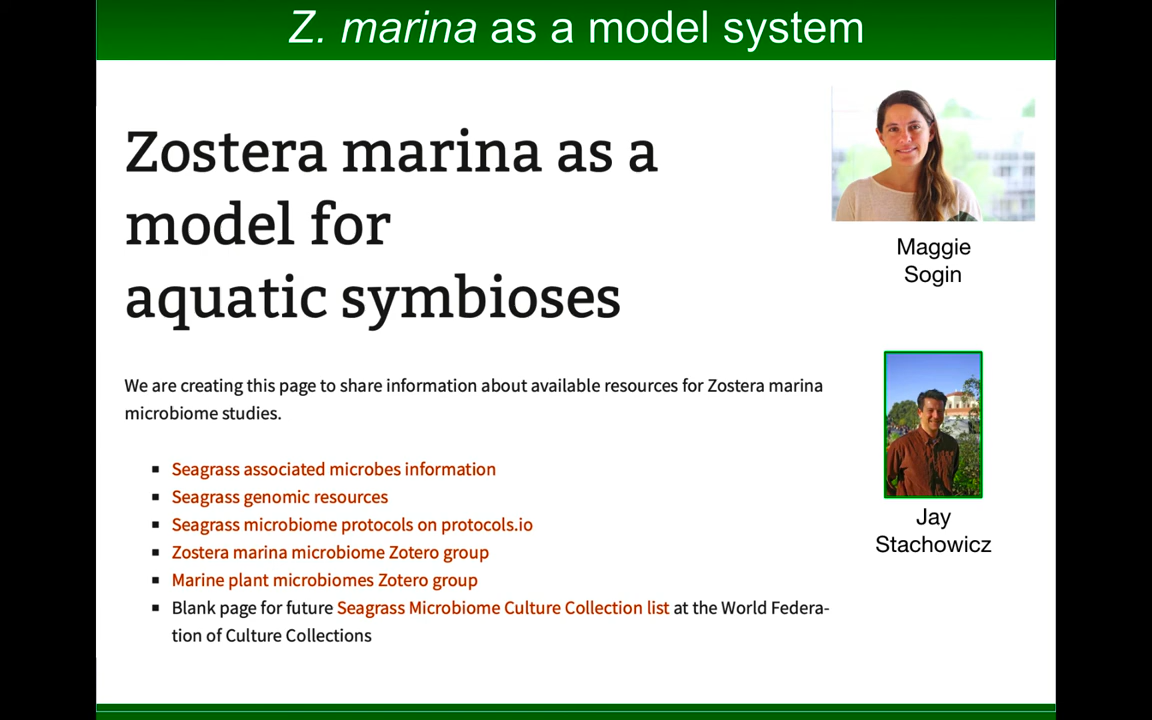 Z. marina as a model system
Zostera marina as a
model for
aquatic symbioses
Maggie
Sogin
We are creating this page to share information about available resources for Zostera marina
microbiome studies.
Seagrass associated microbes information
Seagrass genomic resources
Seagrass microbiome protocols on protocols.io
Zostera marina microbiome Zotero group
Marine plant microbiomes Zotero group
Blank page for future Seagrass Microbiome Culture Collection list at the World Federa-
tion of Culture Collections
Jay
Stachowicz